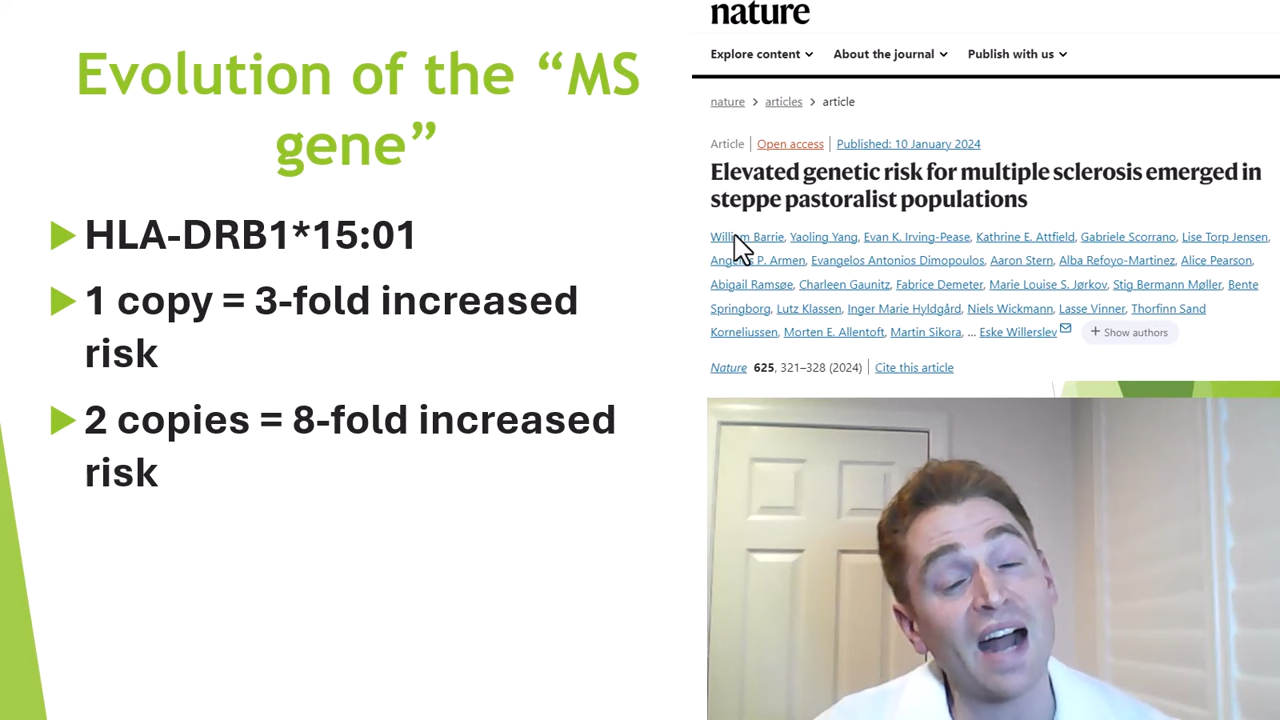 Evolution of the “MS
gene”
HLA-DRB1*15:01
1 copy = 3-fold increased
risk
2 copies = 8-fold increased
risk
nature
Explore content About the journal Publish with us
nature > articles > article
Article | Open access | Published: 10 January 2024
Elevated genetic risk for multiple sclerosis emerged in
steppe pastoralist populations
William Barrie, Yaoling Yang, Evan K. Irving-Pease, Kathrine E. Attfield, Gabriele Scorrano, Lise Torp Jensen,
Angelos P. Armen, Evangelos Antonios Dimopoulos, Aaron Stern, Alba Refoyo-Martinez, Alice Pearson,
Abigail Ramsøe, Charleen Gaunitz, Fabrice Demeter, Marie Louise S. Jørkov, Stig Bermann Møller, Bente
Springborg, Lutz Klassen, Inger Marie Hyldgård, Niels Wickmann, Lasse Vinner, Thorfinn Sand
Korneliussen, Morten E. Allentoft, Martin Sikora, ... Eske Willerslev + Show authors
Nature 625, 321–328 (2024) | Cite this article